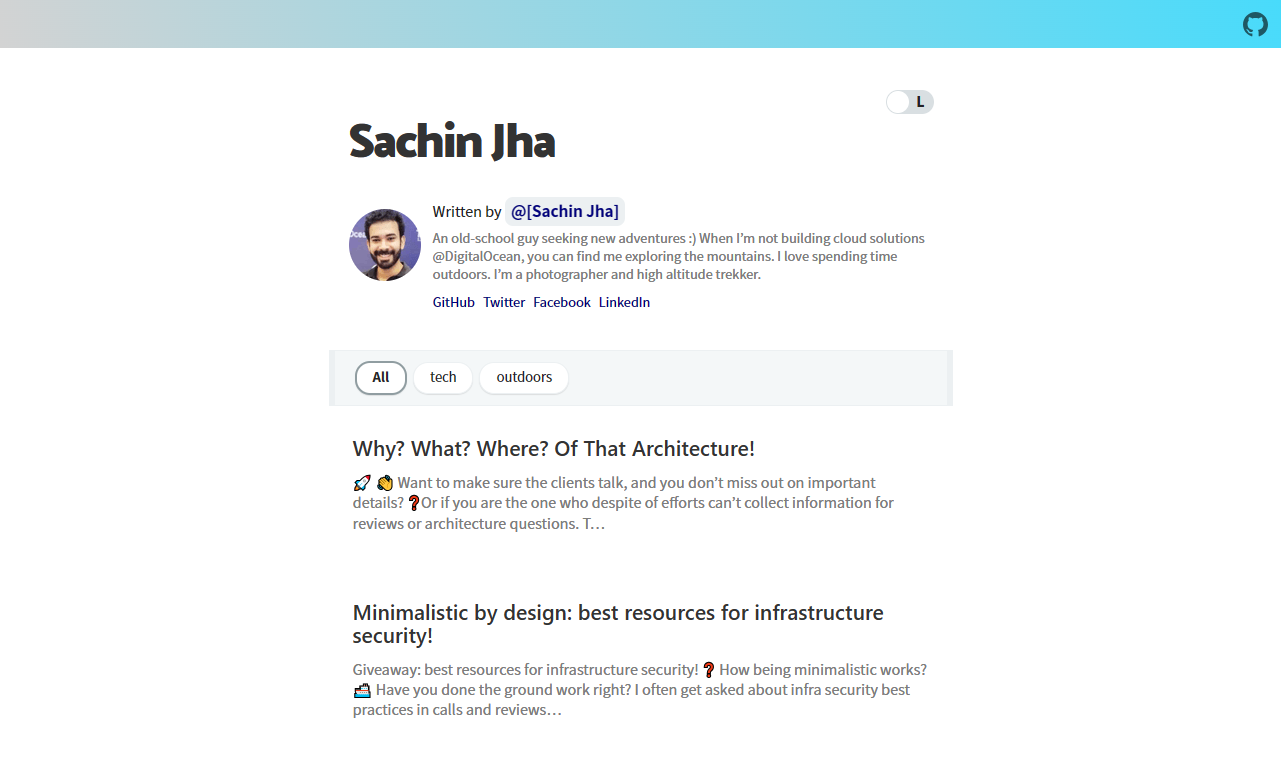 L
Sachin Jha
Written by @[Sachin Jha]
An old-school guy seeking new adventures :) When I’m not building cloud solutions
@DigitalOcean, you can find me exploring the mountains. I love spending time
outdoors. I’m a photographer and high altitude trekker.
GitHub Twitter Facebook LinkedIn
All tech outdoors
Why? What? Where? Of That Architecture!
🚀 👏 Want to make sure the clients talk, and you don’t miss out on important
details? ❓Or if you are the one who despite of efforts can’t collect information for
reviews or architecture questions. T…
Minimalistic by design: best resources for infrastructure
security!
Giveaway: best resources for infrastructure security! ❓ How being minimalistic works?
🛳 Have you done the ground work right? I often get asked about infra security best
practices in calls and reviews…